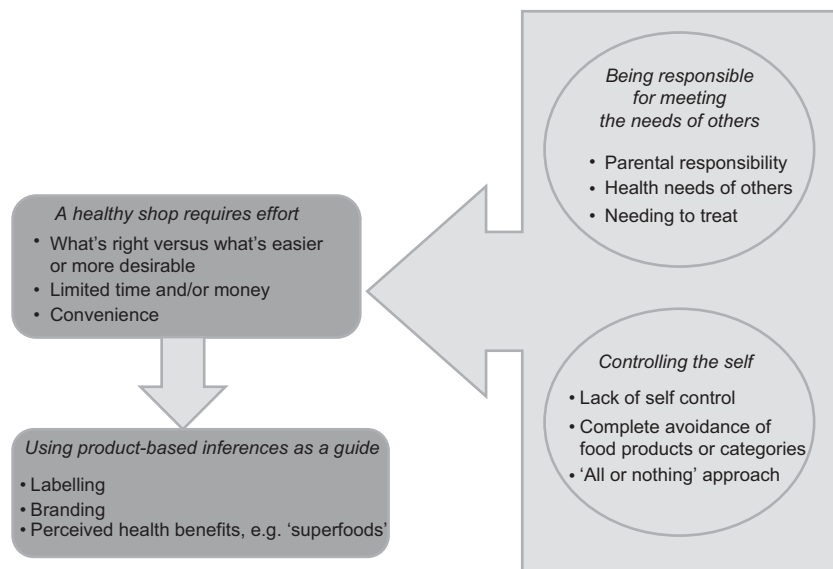 Being responsible
for meeting
the needs of others
• Parental responsibility
• Health needs of others
• Needing to treat
A healthy shop requires effort
• What's right versus what's easier
or more desirable
• Limited time and/or money
• Convenience
Controlling the self
• Lack of self control
• Complete avoidance of
food products or categories
• 'All or nothing' approach
Using product-based inferences as a guide
• Labelling
• Branding
• Perceived health benefits, e.g. 'superfoods'